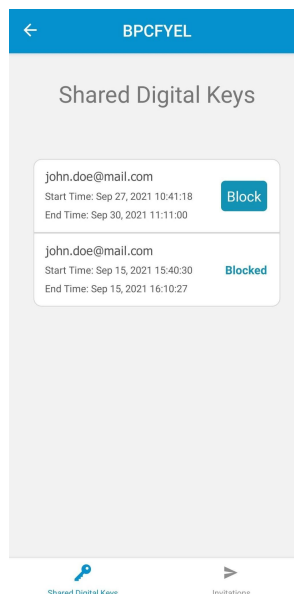 BPCFYEL
Shared Digital Keys
john.doe@mail.com
Start Time: Sep 27, 2021 10:41:18
End Time: Sep 30, 2021 11:11:00
Block
john.doe@mail.com
Start Time: Sep 15, 2021 15:40:30
End Time: Sep 15, 2021 16:10:27
Blocked
Shared Digital Keys
Invitations